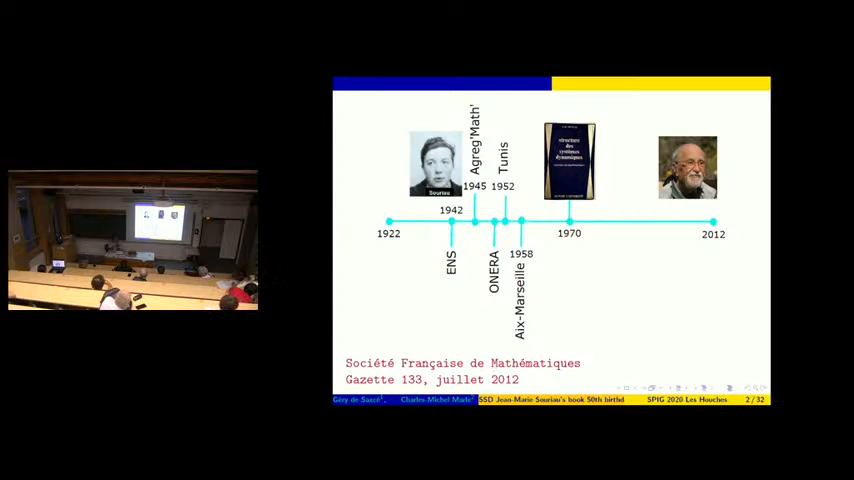 Souriau
Agreg'Math'
1945
Tunis
1952
structure
des
systèmes
dynamiques
1942
1922
1970
2012
ENS
ONERA
1958
Aix-Marseille
Société Française de Mathématiques
Gazette 133, juillet 2012
Géry de Saxcé¹, Charles-Michel Marle² SSD Jean-Marie Souriau's book 50th birthd SPIG 2020 Les Houches 2 / 32